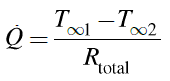 Q̇ = (T∞1 − T∞2) / Rtotal